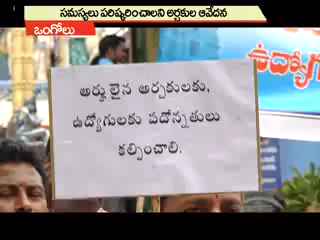 సమస్యలు పరిష్కరించాలని అర్చకుల ఆవేదన
ఒంగోలు
అర్హులైన అర్చకులకు,
ఉద్యోగులకు పదోన్నతులు
కల్పించాలి.